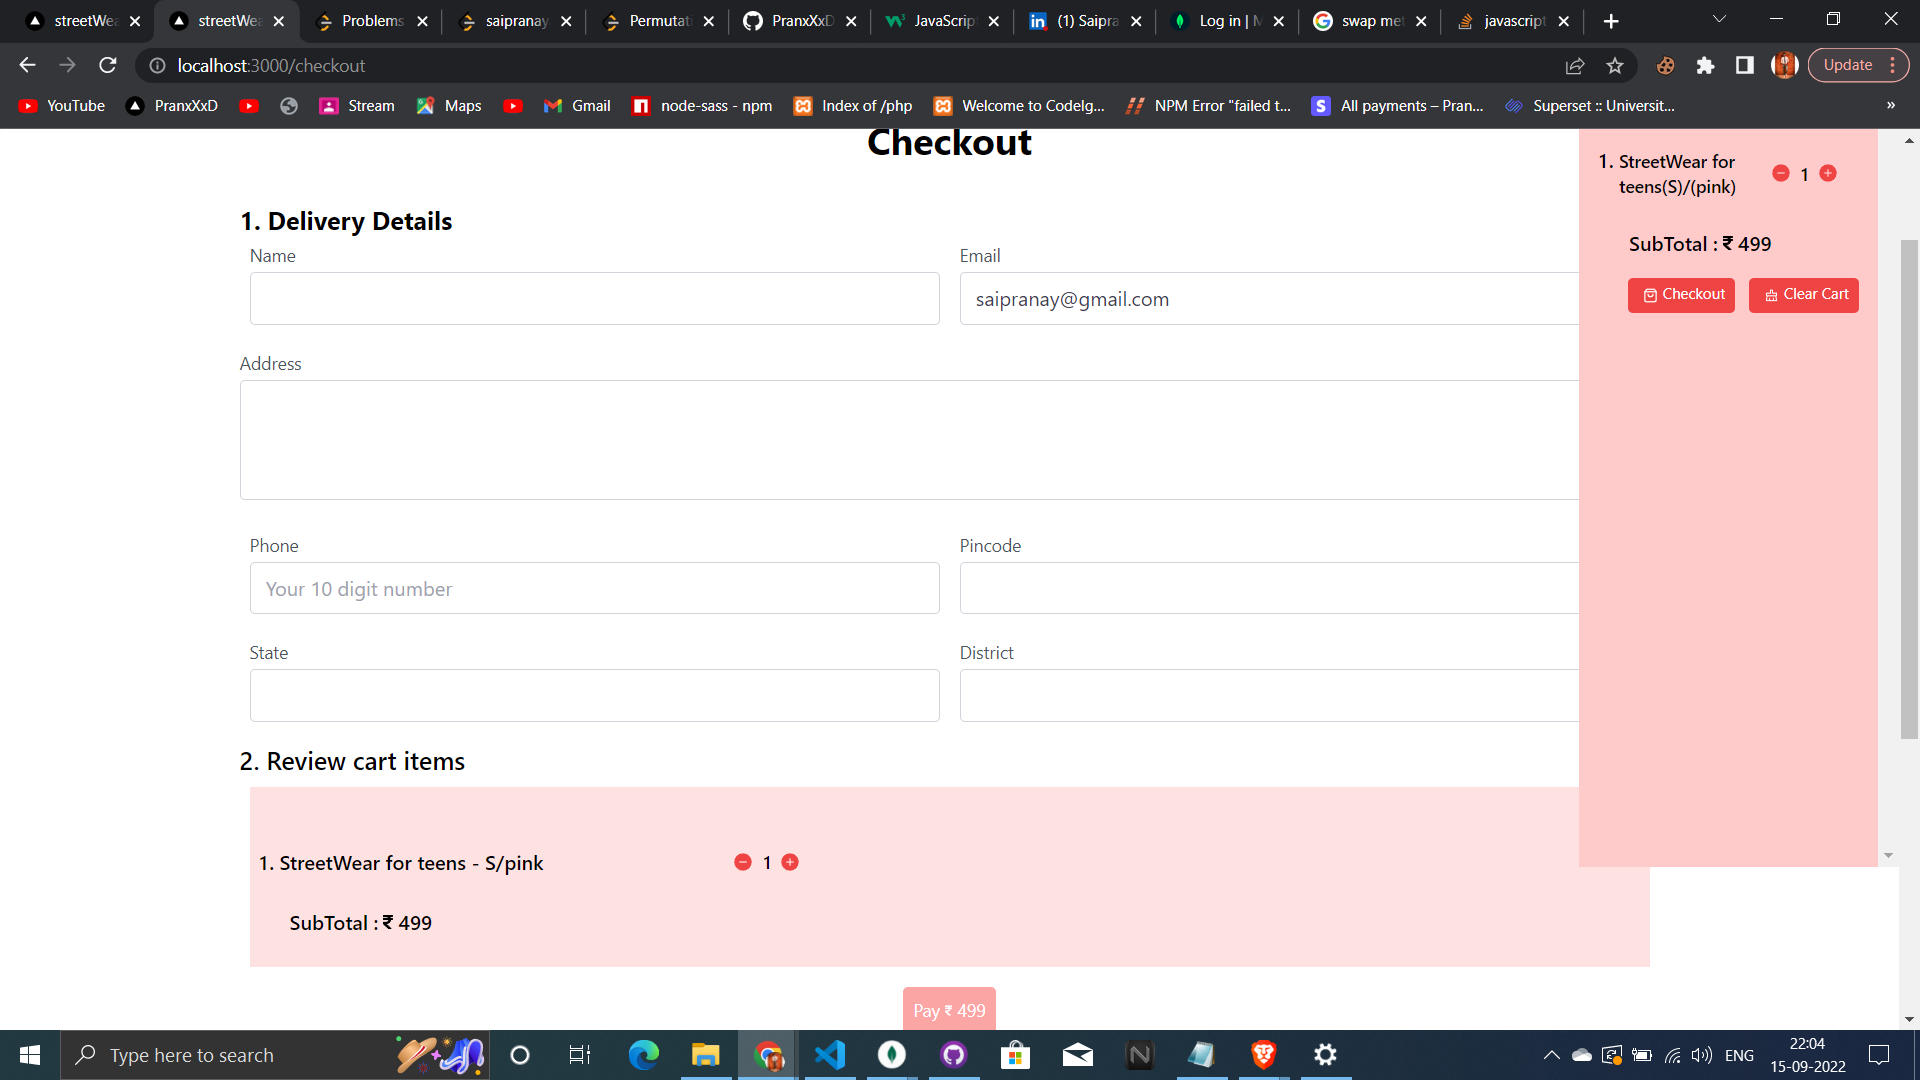 streetWea
streetWea
Problems
saipranay
Permutati
PranxXxD
JavaScript
(1) Saipra
Log in | M
swap met
javascript
localhost:3000/checkout
Update
YouTube
PranxXxD
Stream
Maps
Gmail
node-sass - npm
Index of /php
Welcome to CodeIg...
NPM Error "failed t...
All payments – Pran...
Superset :: Universit...
»
Checkout
1. StreetWear for
teens(S)/(pink)
1
SubTotal : ₹ 499
Checkout
Clear Cart
1. Delivery Details
Name
Email
saipranay@gmail.com
Address
Phone
Pincode
Your 10 digit number
State
District
2. Review cart items
1. StreetWear for teens - S/pink
1
SubTotal : ₹ 499
Pay ₹ 499
Type here to search
ENG
22:04
15-09-2022